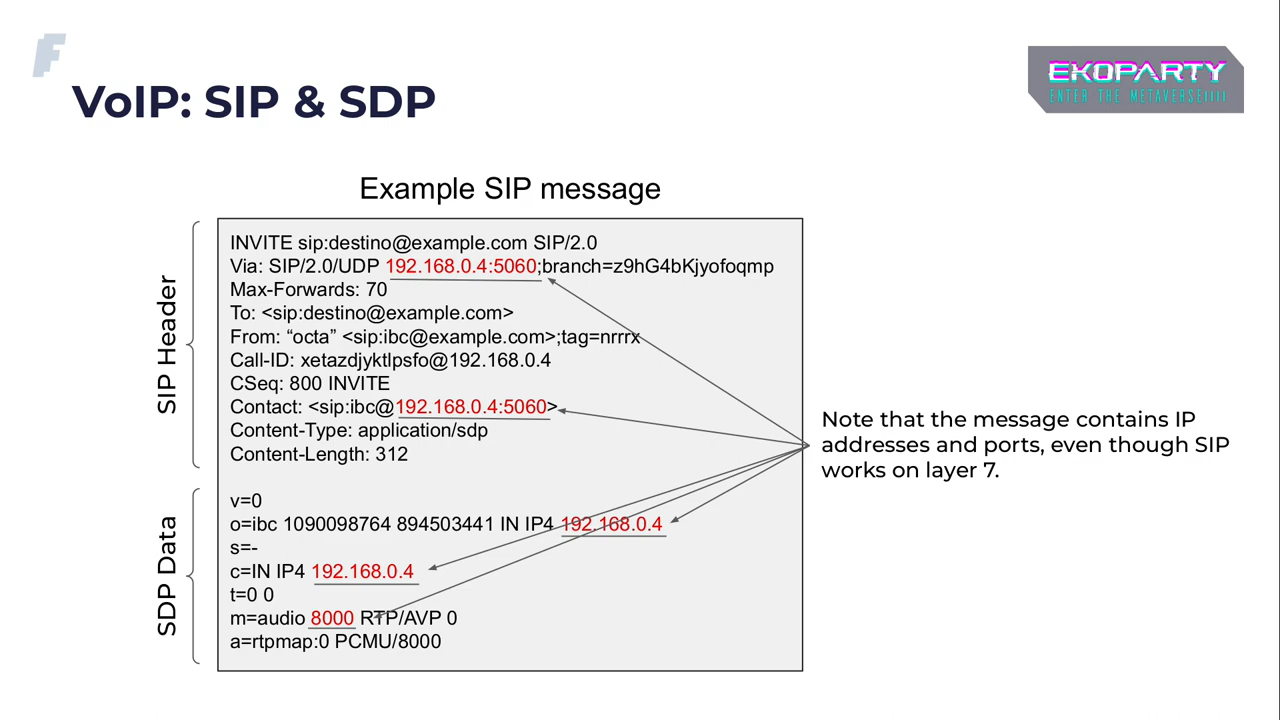 F
VoIP: SIP & SDP
EKOPARTY
ENTER THE METAVERSE
Example SIP message
SIP Header
INVITE sip:destino@example.com SIP/2.0
Via: SIP/2.0/UDP 192.168.0.4:5060;branch=z9hG4bKjyofoqmp
Max-Forwards: 70
To: <sip:destino@example.com>
From: “octa” <sip:ibc@example.com>;tag=nrrrx
Call-ID: xetazdjyktlpsfo@192.168.0.4
CSeq: 800 INVITE
Contact: <sip:ibc@192.168.0.4:5060>
Content-Type: application/sdp
Content-Length: 312
SDP Data
v=0
o=ibc 1090098764 894503441 IN IP4 192.168.0.4
s=-
c=IN IP4 192.168.0.4
t=0 0
m=audio 8000 RTP/AVP 0
a=rtpmap:0 PCMU/8000
Note that the message contains IP
addresses and ports, even though SIP
works on layer 7.